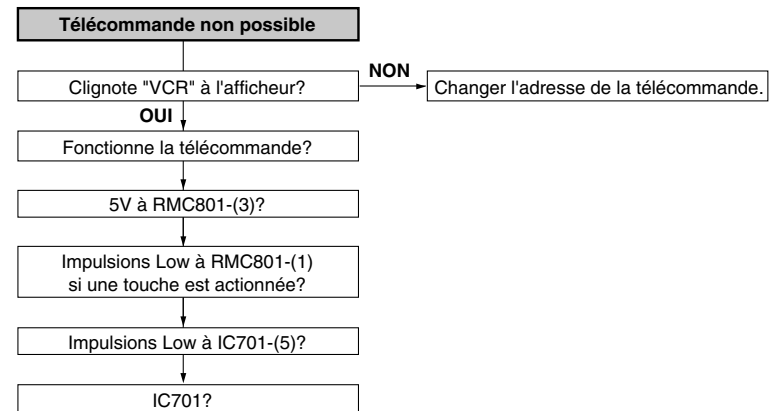 Télécommande non possible
Clignote "VCR" à l'afficheur?
NON
Changer l'adresse de la télécommande.
OUI
Fonctionne la télécommande?
5V à RMC801-(3)?
Impulsions Low à RMC801-(1)
si une touche est actionnée?
Impulsions Low à IC701-(5)?
IC701?